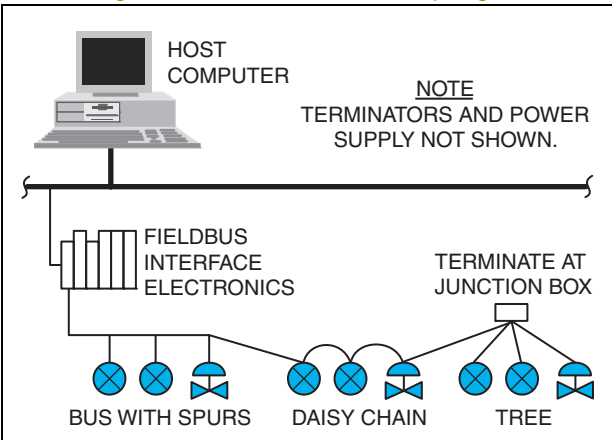 HOST
COMPUTER
NOTE
TERMINATORS AND POWER
SUPPLY NOT SHOWN.
FIELDBUS
INTERFACE
ELECTRONICS
TERMINATE AT
JUNCTION BOX
BUS WITH SPURS
DAISY CHAIN
TREE